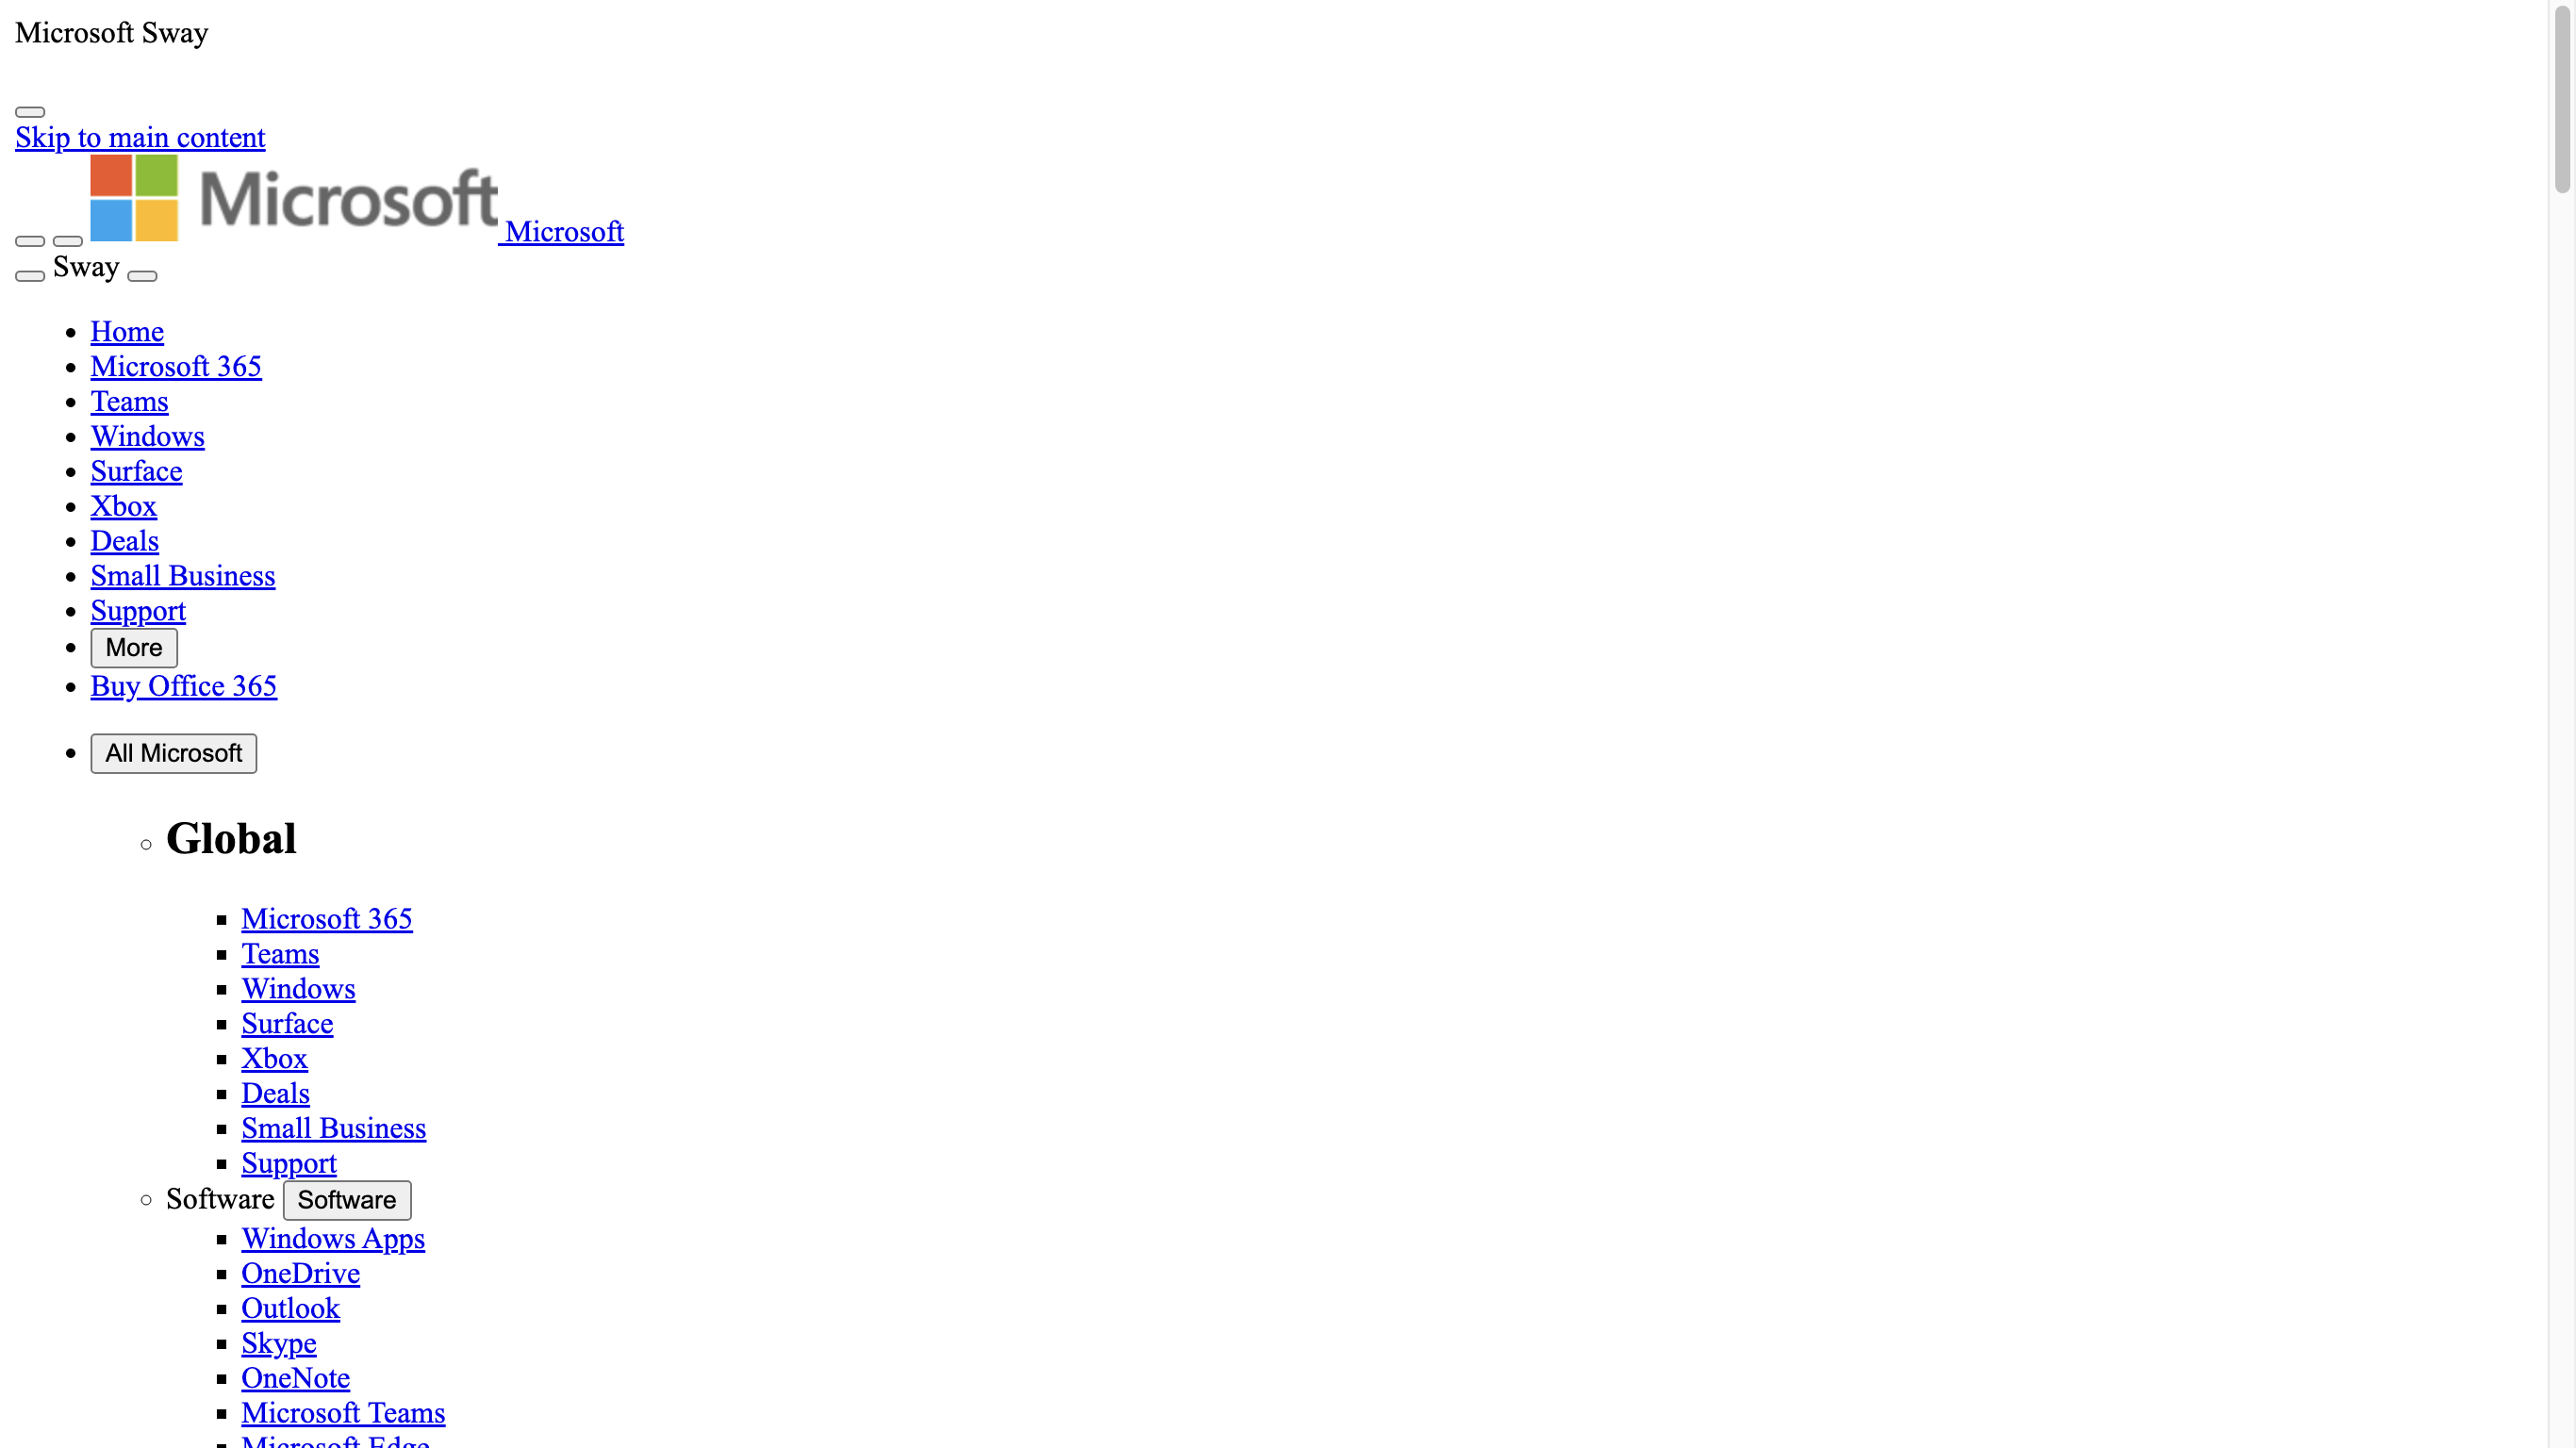 Microsoft Sway
Skip to main content
Microsoft Microsoft
Sway
Home
Microsoft 365
Teams
Windows
Surface
Xbox
Deals
Small Business
Support
More
Buy Office 365
All Microsoft
Global
Microsoft 365
Teams
Windows
Surface
Xbox
Deals
Small Business
Support
Software Software
Windows Apps
OneDrive
Outlook
Skype
OneNote
Microsoft Teams
Microsoft Edge